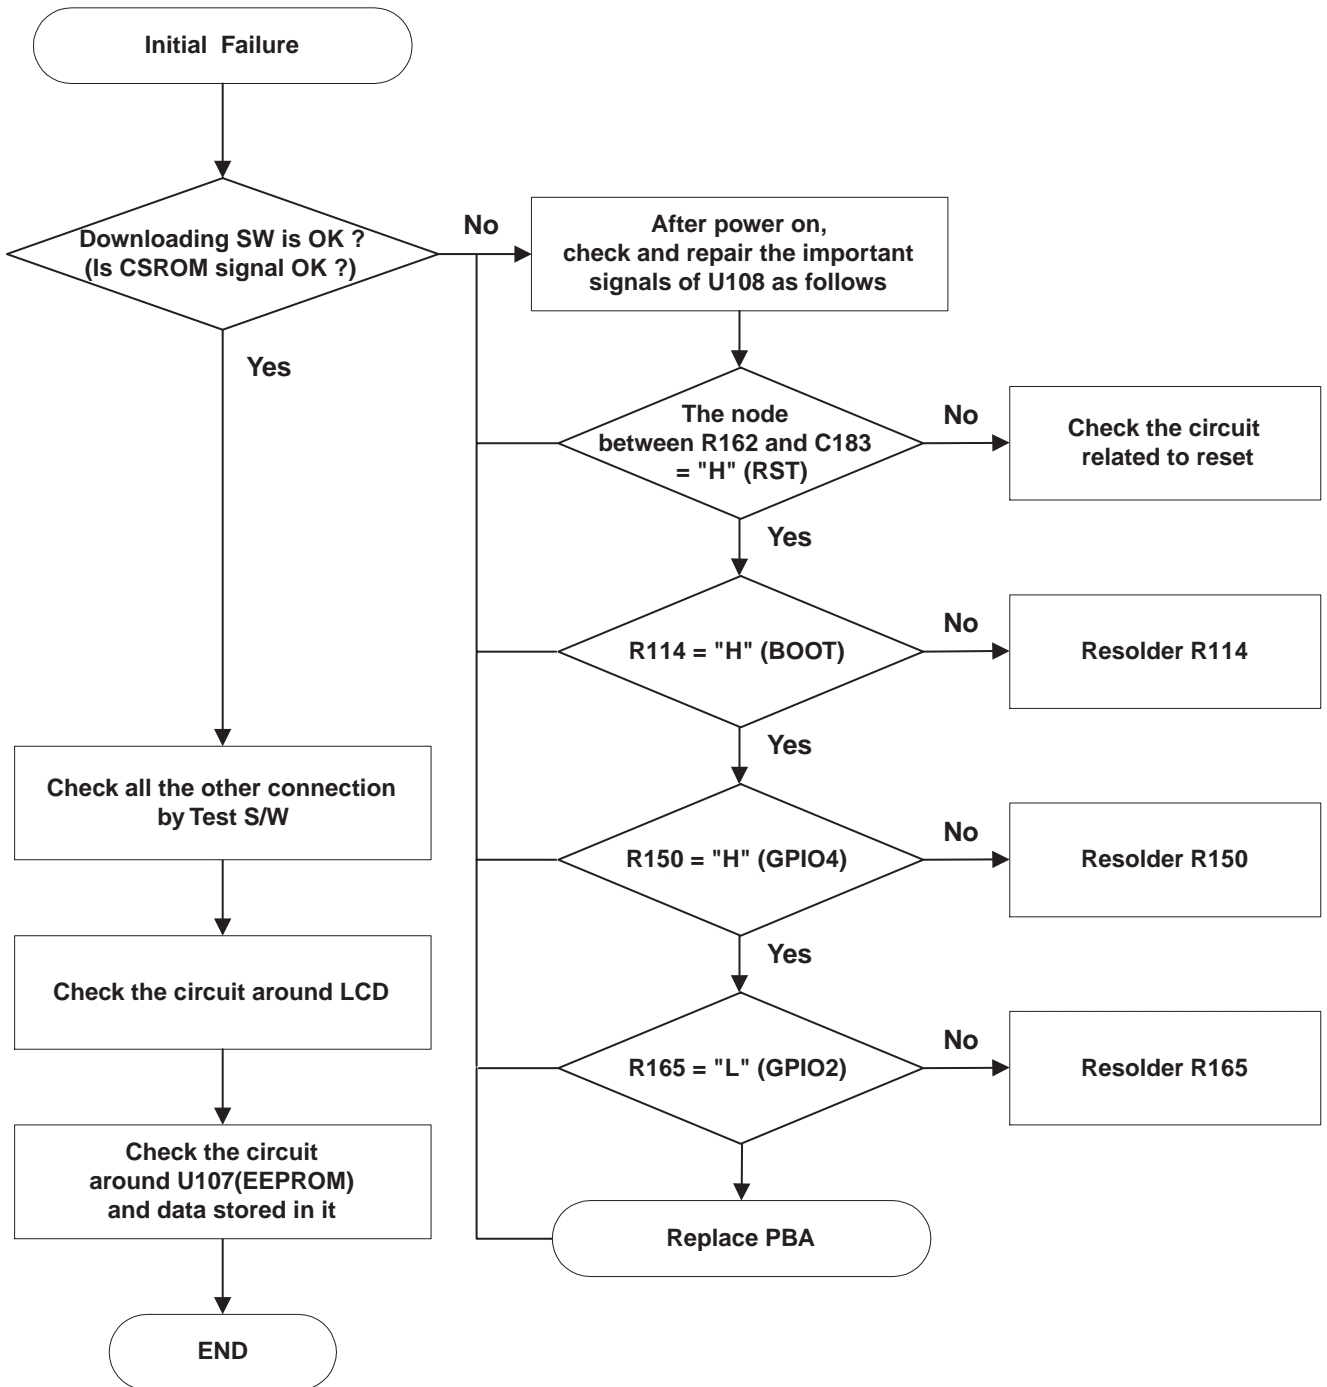 Initial Failure
Downloading SW is OK ?
(Is CSROM signal OK ?)
No
After power on,
check and repair the important
signals of U108 as follows
Yes
The node
between R162 and C183
= "H" (RST)
No
Check the circuit
related to reset
Yes
R114 = "H" (BOOT)
No
Resolder R114
Yes
Check all the other connection
by Test S/W
R150 = "H" (GPIO4)
No
Resolder R150
Yes
Check the circuit around LCD
R165 = "L" (GPIO2)
No
Resolder R165
Check the circuit
around U107(EEPROM)
and data stored in it
Replace PBA
END